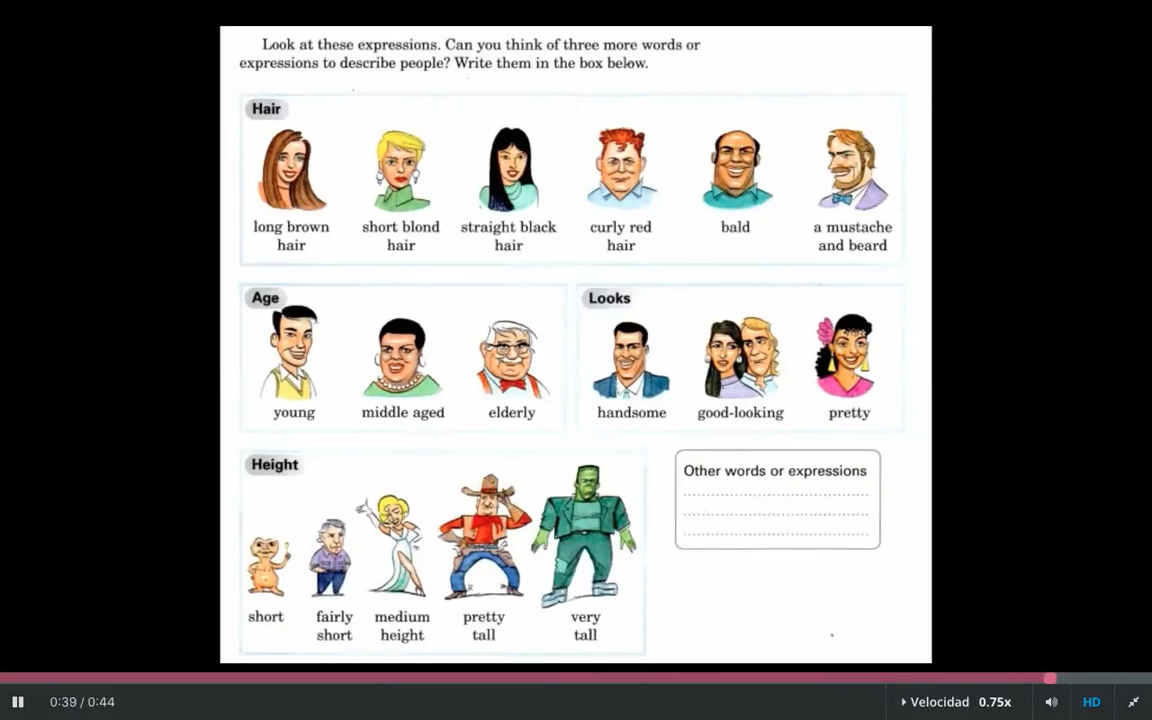 Look at these expressions. Can you think of three more words or
expressions to describe people? Write them in the box below.
Hair
long brown
hair
short blond
hair
straight black
hair
curly red
hair
bald
a mustache
and beard
Age
young
middle aged
elderly
Looks
handsome
good-looking
pretty
Height
short
fairly
short
medium
height
pretty
tall
very
tall
Other words or expressions
0:39 / 0:44
Velocidad 0.75x
HD